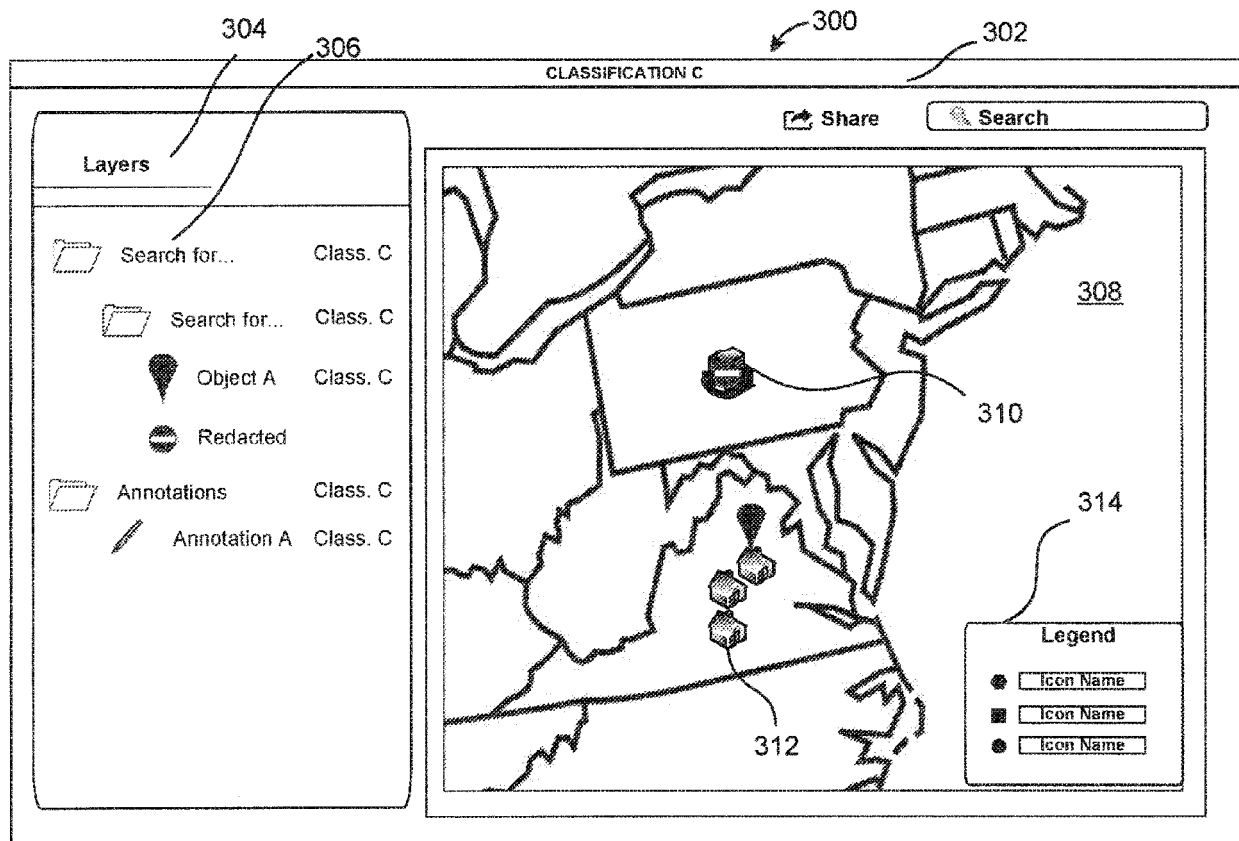 300
304
302
306
CLASSIFICATION C
Share
Search
Layers
Search for... Class. C
308
Search for... Class. C
Object A Class. C
310
Redacted
Annotations Class. C
314
Annotation A Class. C
Legend
Icon Name
Icon Name
312
Icon Name